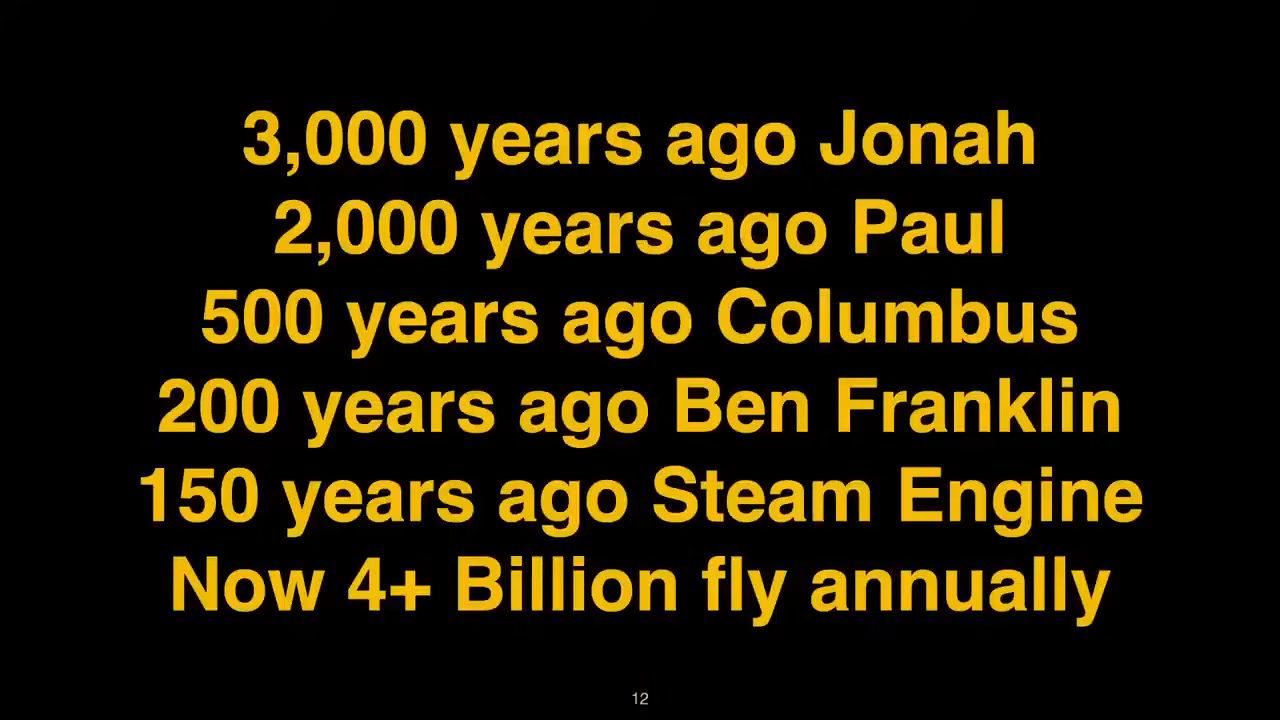 3,000 years ago Jonah
2,000 years ago Paul
500 years ago Columbus
200 years ago Ben Franklin
150 years ago Steam Engine
Now 4+ Billion fly annually
12